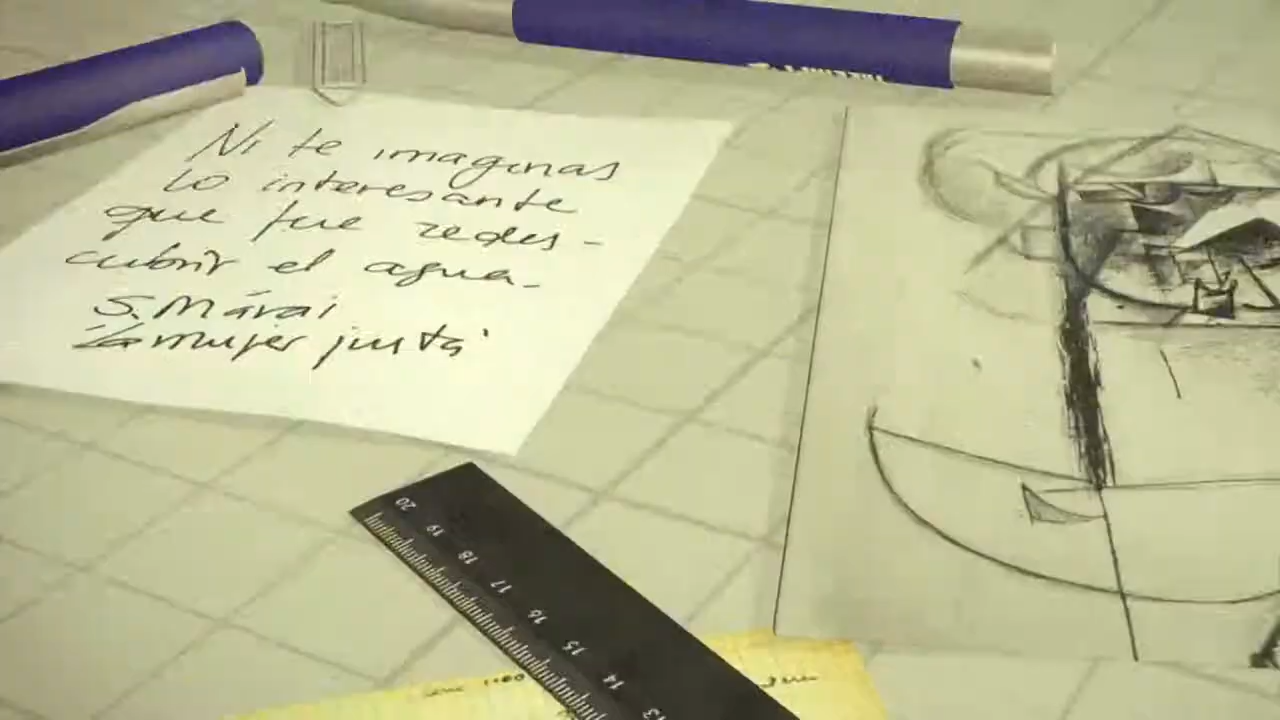 Ni te imaginas
lo interesante
que fue redes-
cubrir el agua.
S. Márai
"La mujer justa"
20
19
18
17
16
15
14
13